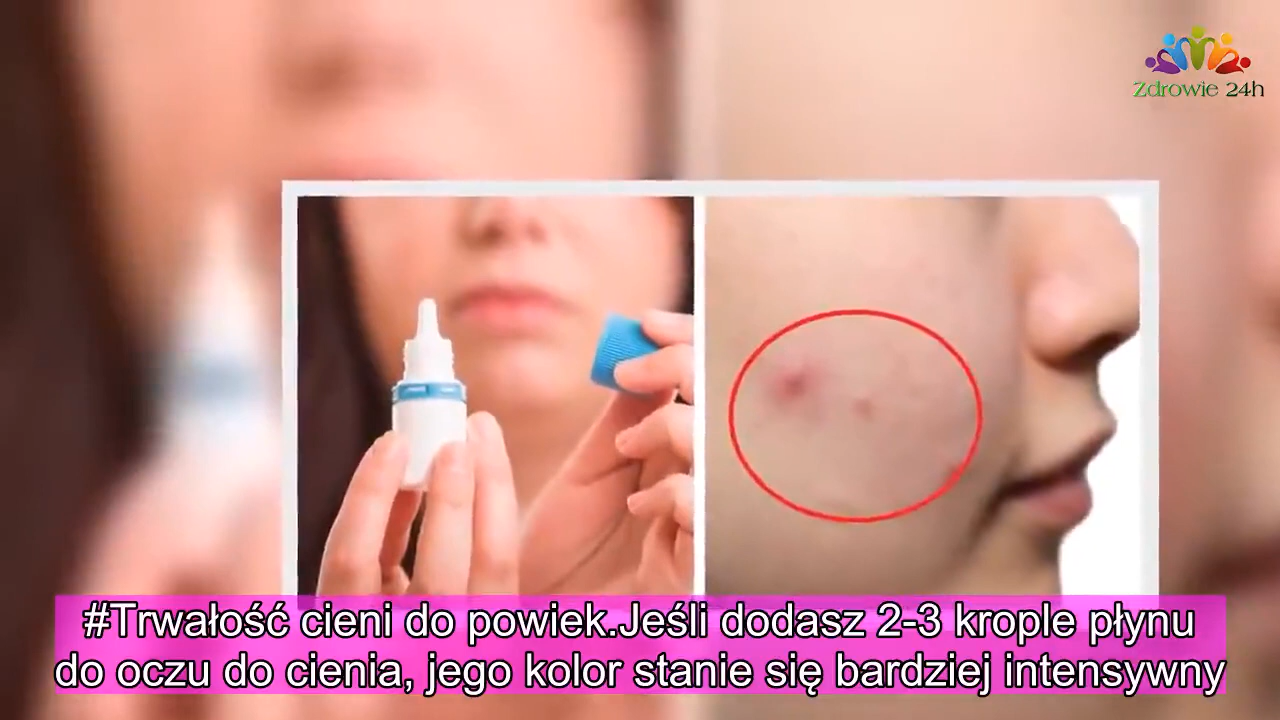 Zdrowie 24h
#Trwałość cieni do powiek.Jeśli dodasz 2-3 krople płynu
do oczu do cienia, jego kolor stanie się bardziej intensywny